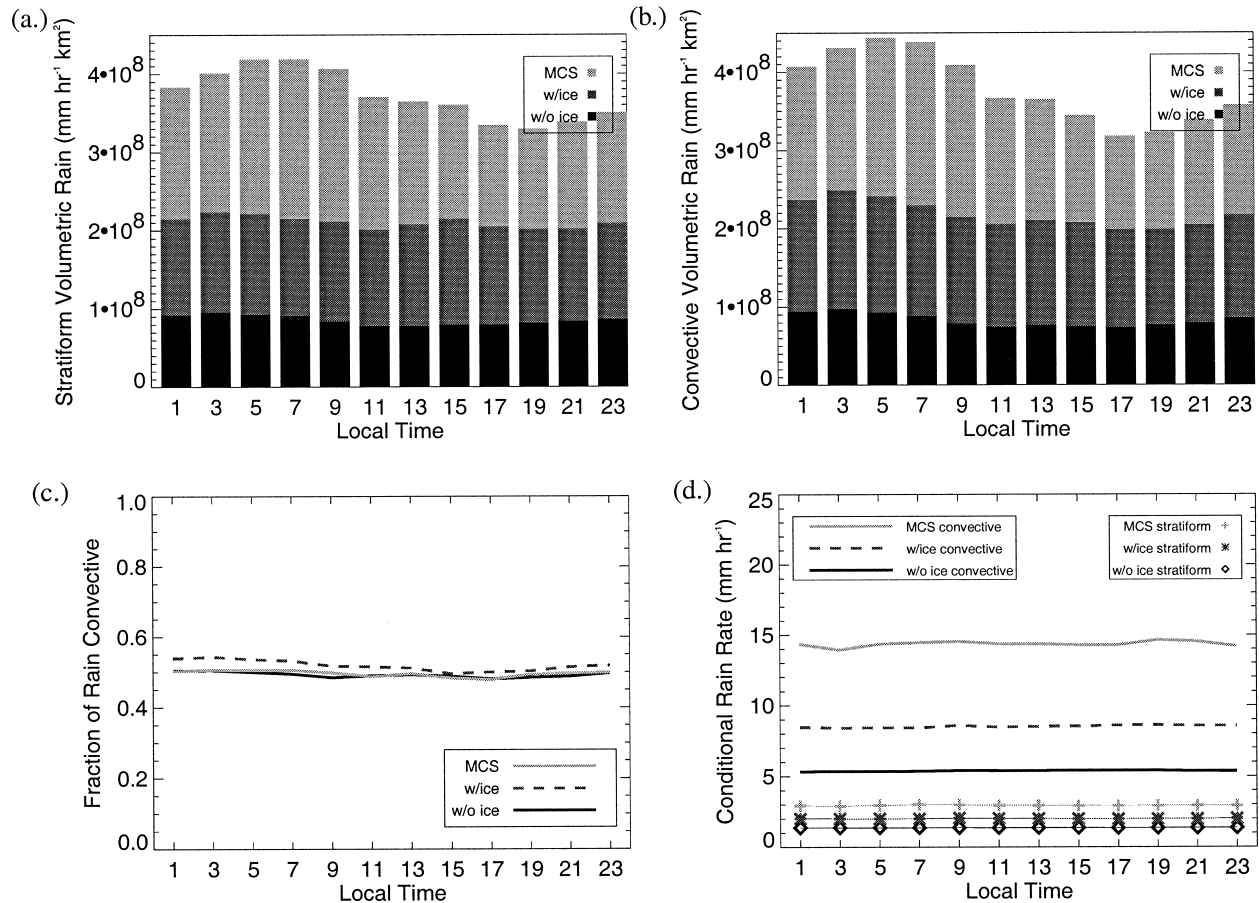 (a.)
Stratiform Volumetric Rain (mm hr⁻¹ km²)
4•10⁸
3•10⁸
2•10⁸
1•10⁸
0
MCS
w/ice
w/o ice
1 3 5 7 9 11 13 15 17 19 21 23
Local Time
(b.)
Convective Volumetric Rain (mm hr⁻¹ km²)
4•10⁸
3•10⁸
2•10⁸
1•10⁸
0
MCS
w/ice
w/o ice
1 3 5 7 9 11 13 15 17 19 21 23
Local Time
(c.)
Fraction of Rain Convective
1.0
0.8
0.6
0.4
0.2
0.0
MCS
w/ice
w/o ice
1 3 5 7 9 11 13 15 17 19 21 23
Local Time
(d.)
Conditional Rain Rate (mm hr⁻¹)
25
20
15
10
5
0
MCS convective
w/ice convective
w/o ice convective
MCS stratiform
w/ice stratiform
w/o ice stratiform
1 3 5 7 9 11 13 15 17 19 21 23
Local Time